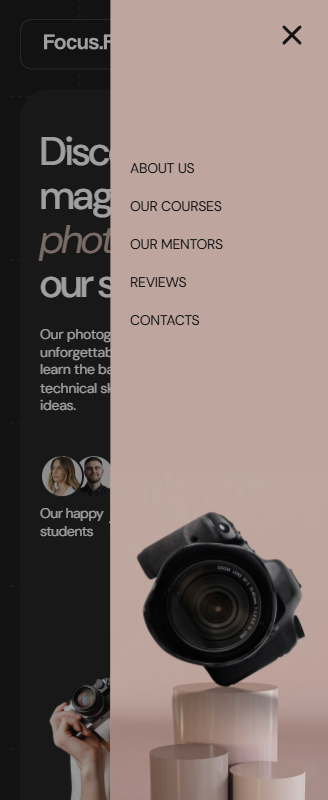 Focus.F
Disc
mag
phot
our s
Our photog
unforgettab
learn the ba
technical sk
ideas.
Our happy
students
ABOUT US
OUR COURSES
OUR MENTORS
REVIEWS
CONTACTS